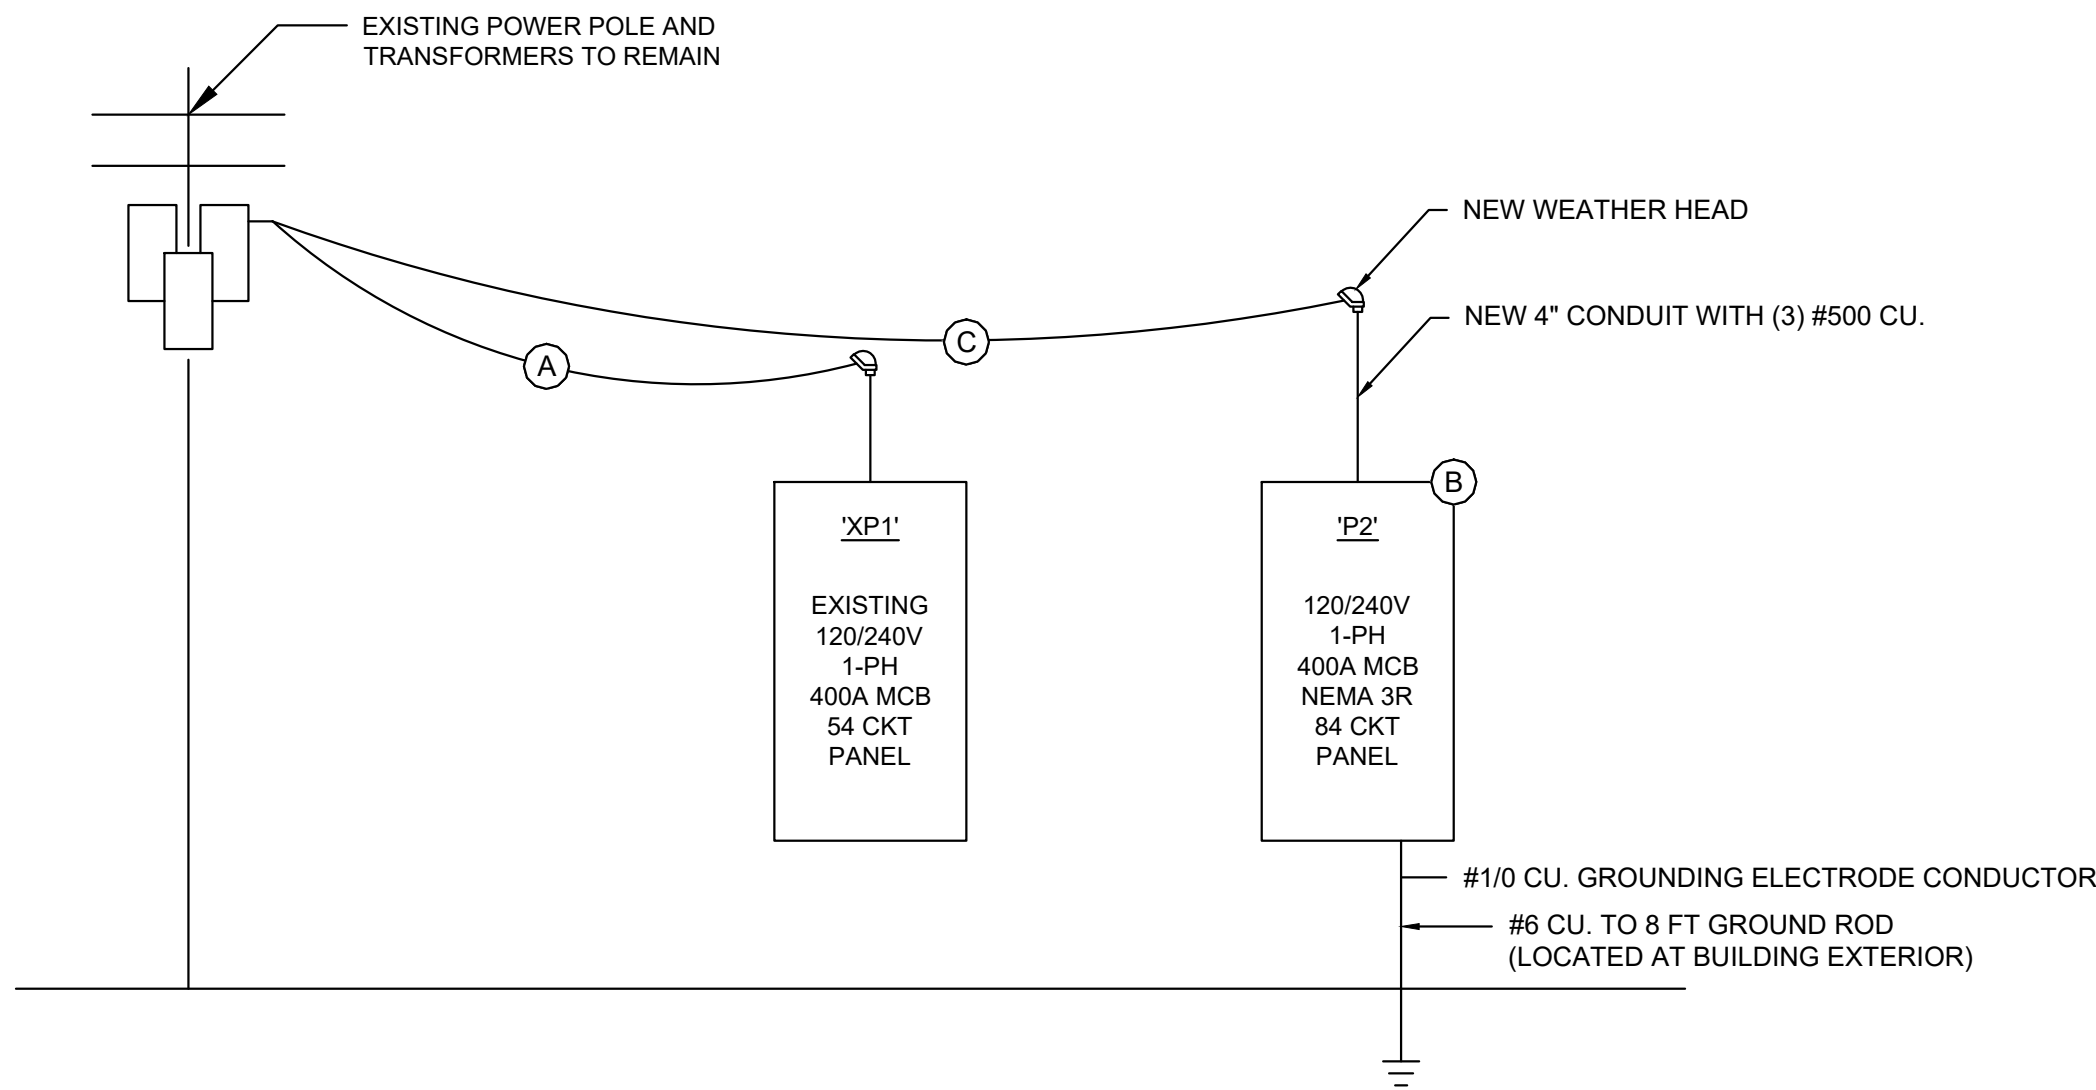 EXISTING POWER POLE AND
TRANSFORMERS TO REMAIN
NEW WEATHER HEAD
NEW 4" CONDUIT WITH (3) #500 CU.
C
A
B
'XP1'
EXISTING
120/240V
1-PH
400A MCB
54 CKT
PANEL
'P2'
120/240V
1-PH
400A MCB
NEMA 3R
84 CKT
PANEL
#1/0 CU. GROUNDING ELECTRODE CONDUCTOR
#6 CU. TO 8 FT GROUND ROD
(LOCATED AT BUILDING EXTERIOR)